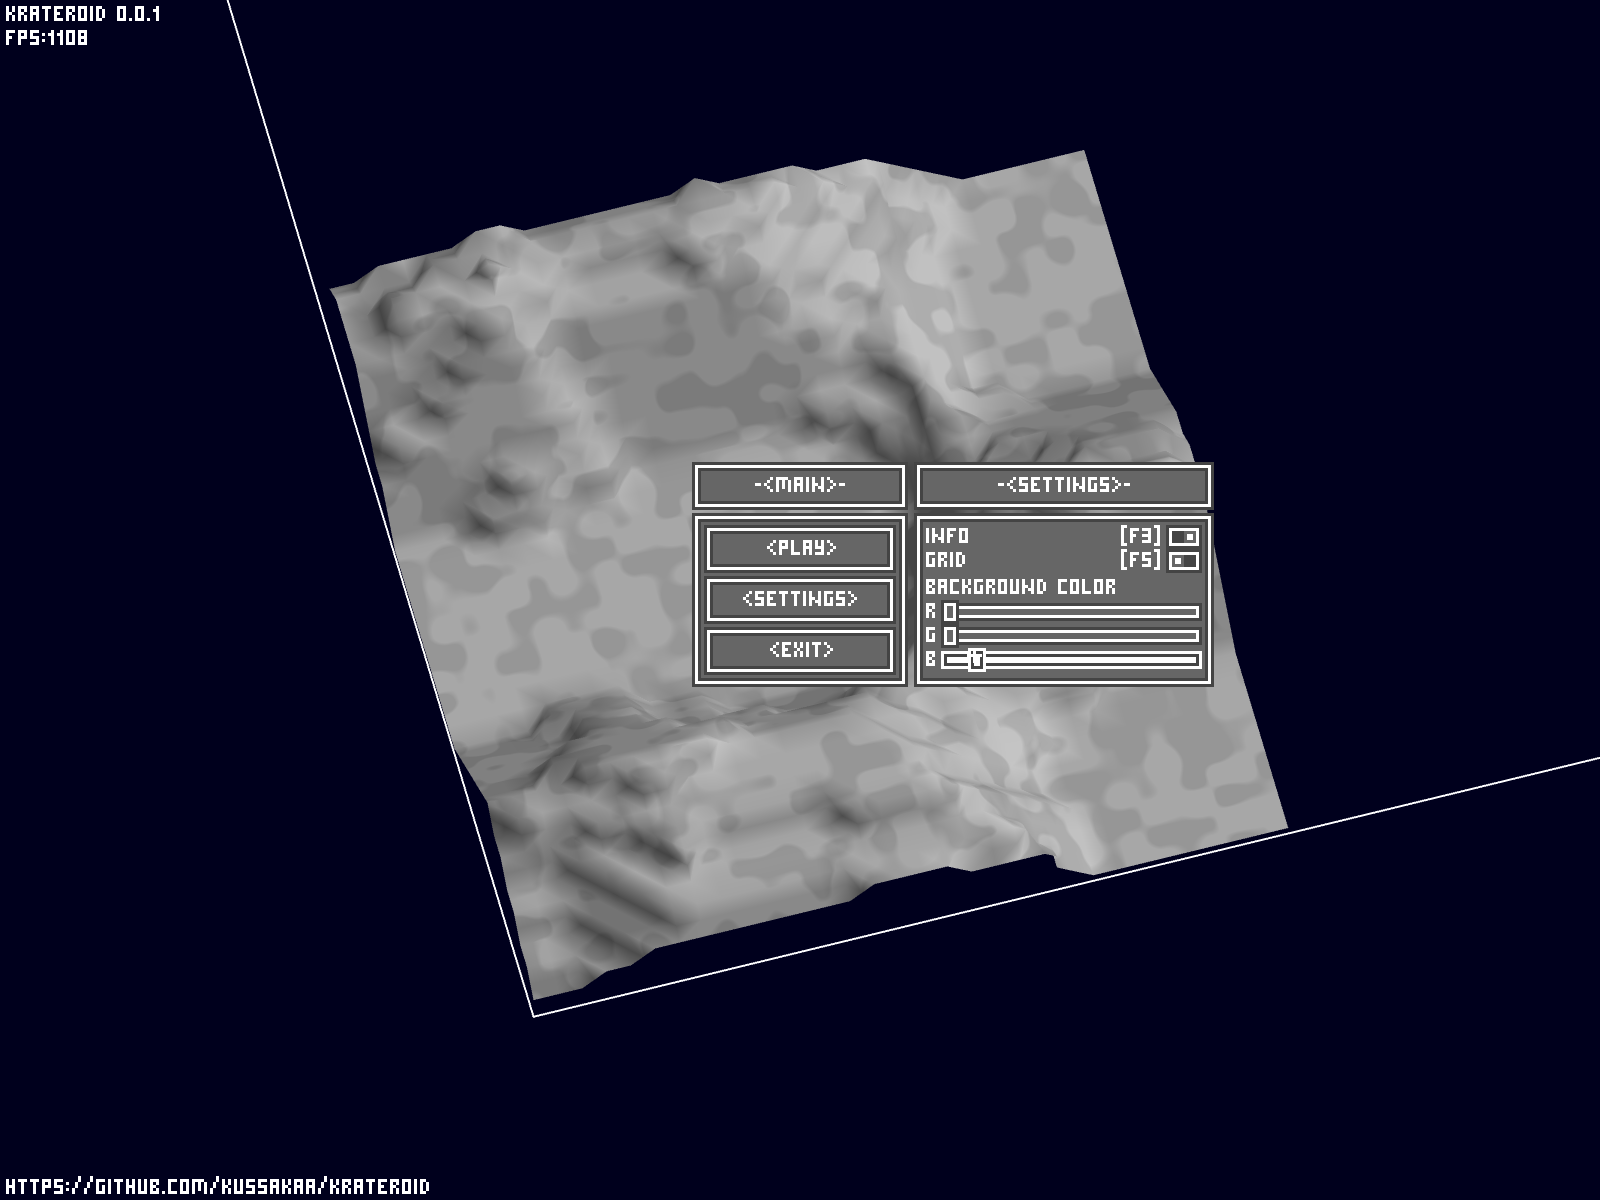 KRATEROID 0.0.1
FPS:1108
-<MAIN>-
<PLAY>
<SETTINGS>
<EXIT>
-<SETTINGS>-
INFO [F3]
GRID [F5]
BACKGROUND COLOR
R
G
B
HTTPS://GITHUB.COM/KUSSAKAA/KRATEROID